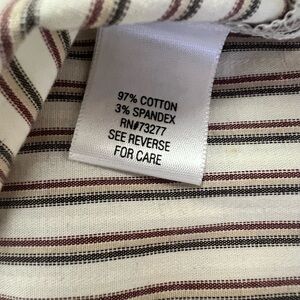 97% COTTON
3% SPANDEX
RN#73277
SEE REVERSE
FOR CARE